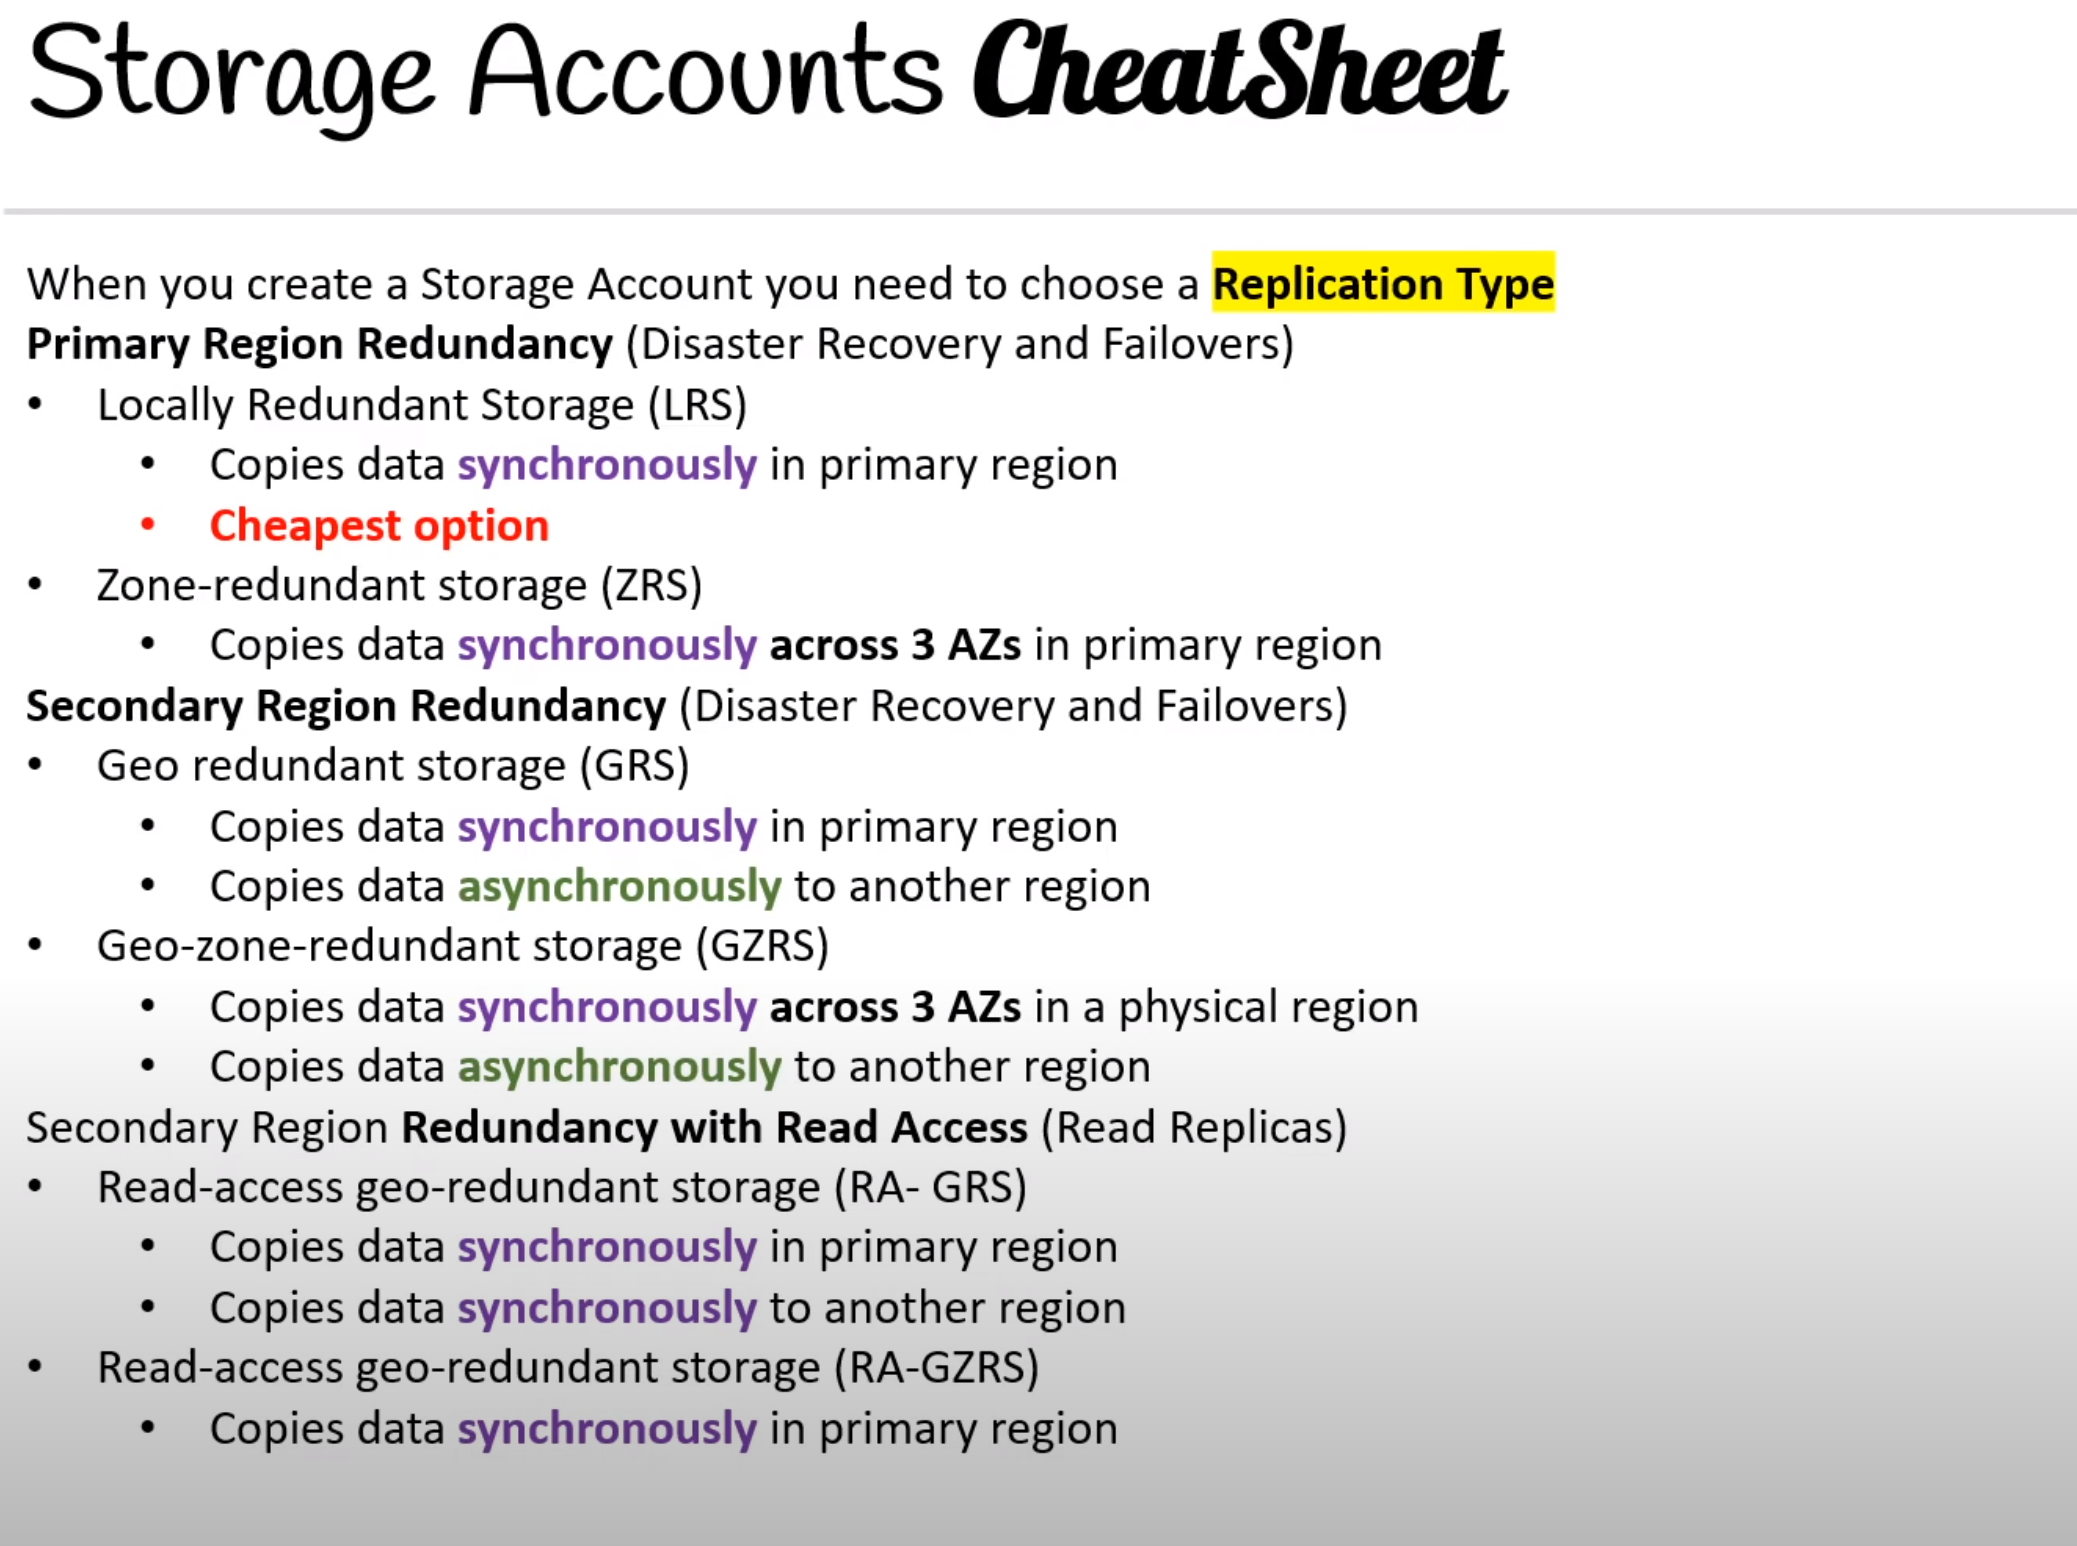 Storage Accounts CheatSheet
When you create a Storage Account you need to choose a Replication Type
Primary Region Redundancy (Disaster Recovery and Failovers)
• Locally Redundant Storage (LRS)
• Copies data synchronously in primary region
• Cheapest option
• Zone-redundant storage (ZRS)
• Copies data synchronously across 3 AZs in primary region
Secondary Region Redundancy (Disaster Recovery and Failovers)
• Geo redundant storage (GRS)
• Copies data synchronously in primary region
• Copies data asynchronously to another region
• Geo-zone-redundant storage (GZRS)
• Copies data synchronously across 3 AZs in a physical region
• Copies data asynchronously to another region
Secondary Region Redundancy with Read Access (Read Replicas)
• Read-access geo-redundant storage (RA- GRS)
• Copies data synchronously in primary region
• Copies data synchronously to another region
• Read-access geo-redundant storage (RA-GZRS)
• Copies data synchronously in primary region